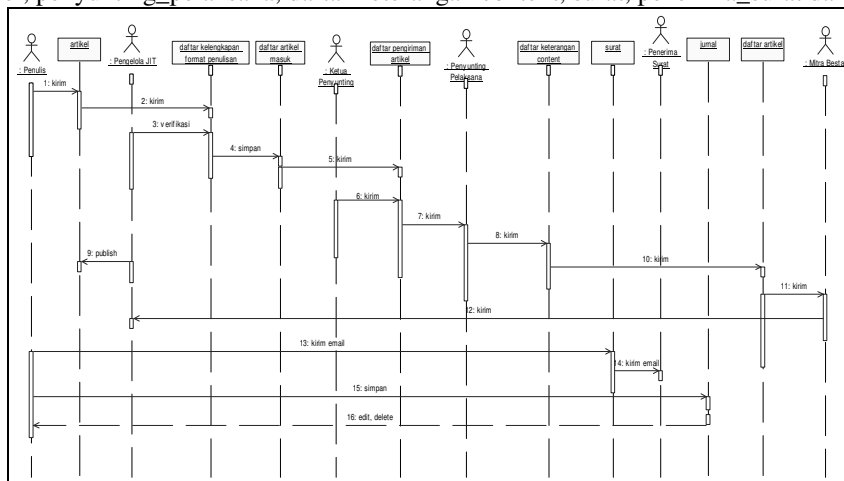 artikel
daftar kelengkapan
format penulisan
daftar artikel
masuk
daftar pengiriman
artikel
daftar keterangan
content
surat
jurnal
daftar artikel
: Penulis
: Pengelola JIT
: Ketua
Penyunting
: Penyunting
Pelaksana
: Penerima
Surat
: Mitra Besta
1: kirim
2: kirim
3: verifikasi
4: simpan
5: kirim
6: kirim
7: kirim
8: kirim
9: publish
10: kirim
11: kirim
12: kirim
13: kirim email
14: kirim email
15: simpan
16: edit, delete